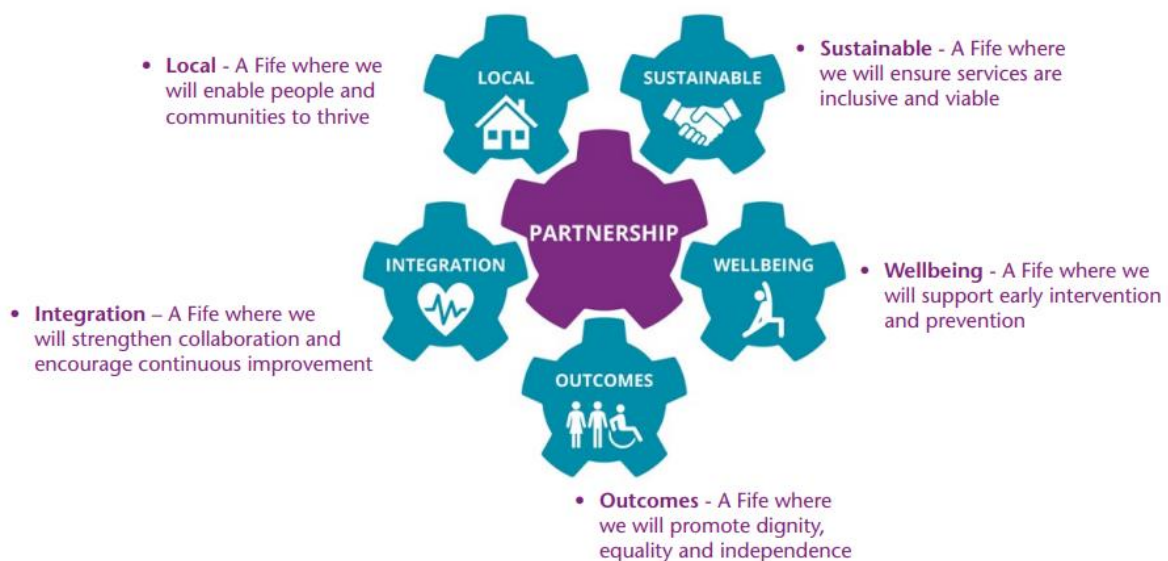 • Local - A Fife where we
will enable people and
communities to thrive
LOCAL
SUSTAINABLE
• Sustainable - A Fife where
we will ensure services are
inclusive and viable
PARTNERSHIP
INTEGRATION
WELLBEING
• Wellbeing - A Fife where we
will support early intervention
and prevention
• Integration – A Fife where we
will strengthen collaboration and
encourage continuous improvement
OUTCOMES
• Outcomes - A Fife where
we will promote dignity,
equality and independence